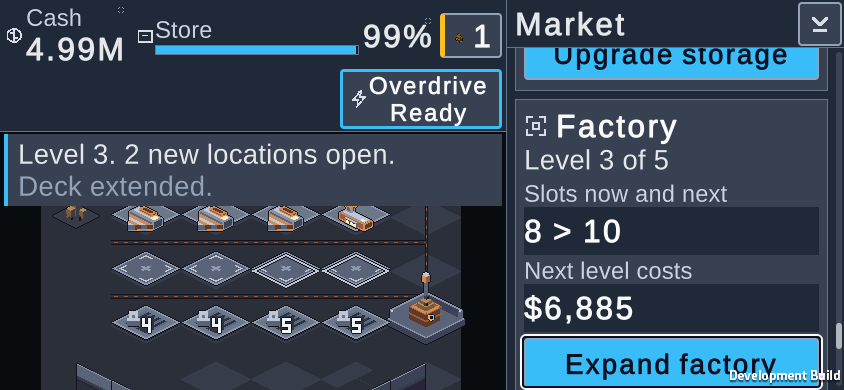 Cash
4.99M
Store
99%
1
Overdrive
Ready
Level 3. 2 new locations open.
Deck extended.
4 4 5 5
Market
Upgrade storage
Factory
Level 3 of 5
Slots now and next
8 > 10
Next level costs
$6,885
Expand factory
Development Build